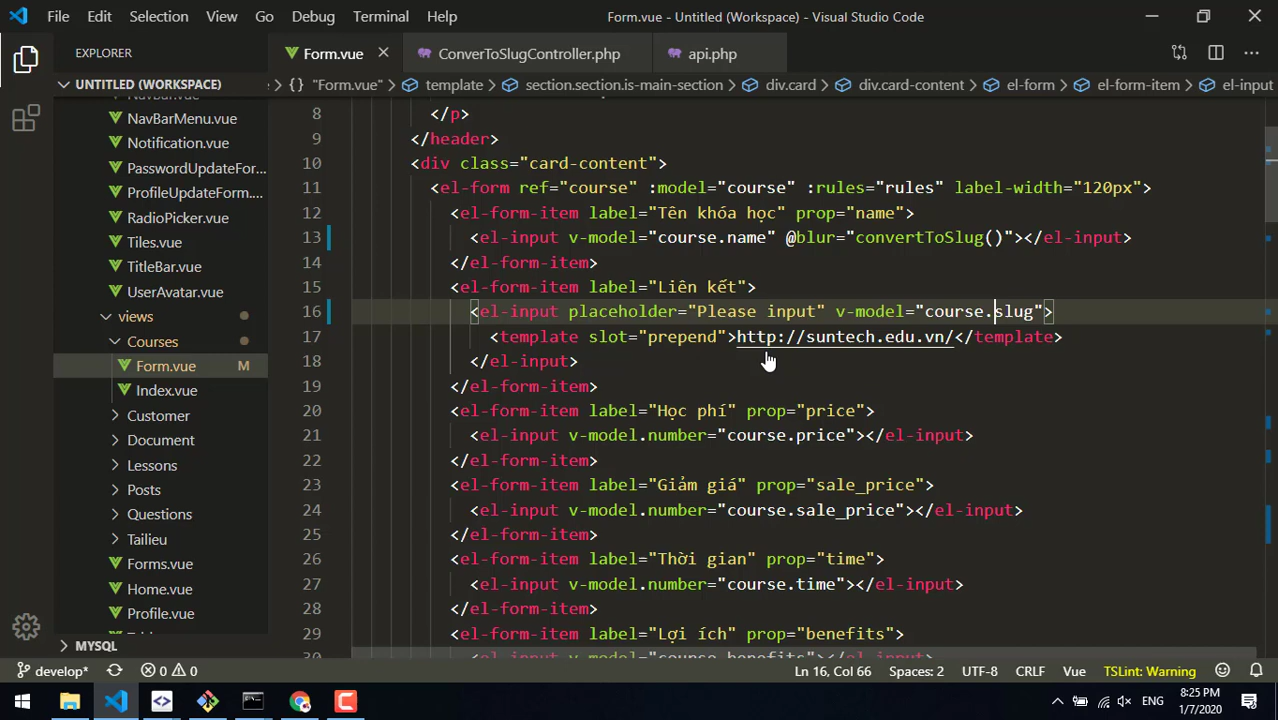 File Edit Selection View Go Debug Terminal Help Form.vue - Untitled (Workspace) - Visual Studio Code
EXPLORER Form.vue ConverToSlugController.php api.php
UNTITLED (WORKSPACE) > {} "Form.vue" > template > section.section.is-main-section > div.card > div.card-content > el-form > el-form-item > el-input
NavBarMenu.vue
Notification.vue
PasswordUpdateFor...
ProfileUpdateForm....
RadioPicker.vue
Tiles.vue
TitleBar.vue
UserAvatar.vue
views
Courses
Form.vue M
Index.vue
Customer
Document
Lessons
Posts
Questions
Tailieu
Forms.vue
Home.vue
Profile.vue
MYSQL
8 </p>
9 </header>
10 <div class="card-content">
11 <el-form ref="course" :model="course" :rules="rules" label-width="120px">
12 <el-form-item label="Tên khóa học" prop="name">
13 <el-input v-model="course.name" @blur="convertToSlug()"></el-input>
14 </el-form-item>
15 <el-form-item label="Liên kết">
16 <el-input placeholder="Please input" v-model="course.slug">
17 <template slot="prepend">http://suntech.edu.vn/</template>
18 </el-input>
19 </el-form-item>
20 <el-form-item label="Học phí" prop="price">
21 <el-input v-model.number="course.price"></el-input>
22 </el-form-item>
23 <el-form-item label="Giảm giá" prop="sale_price">
24 <el-input v-model.number="course.sale_price"></el-input>
25 </el-form-item>
26 <el-form-item label="Thời gian" prop="time">
27 <el-input v-model.number="course.time"></el-input>
28 </el-form-item>
29 <el-form-item label="Lợi ích" prop="benefits">
develop* 0 0 Ln 16, Col 66 Spaces: 2 UTF-8 CRLF Vue TSLint: Warning
ENG 8:25 PM
1/7/2020